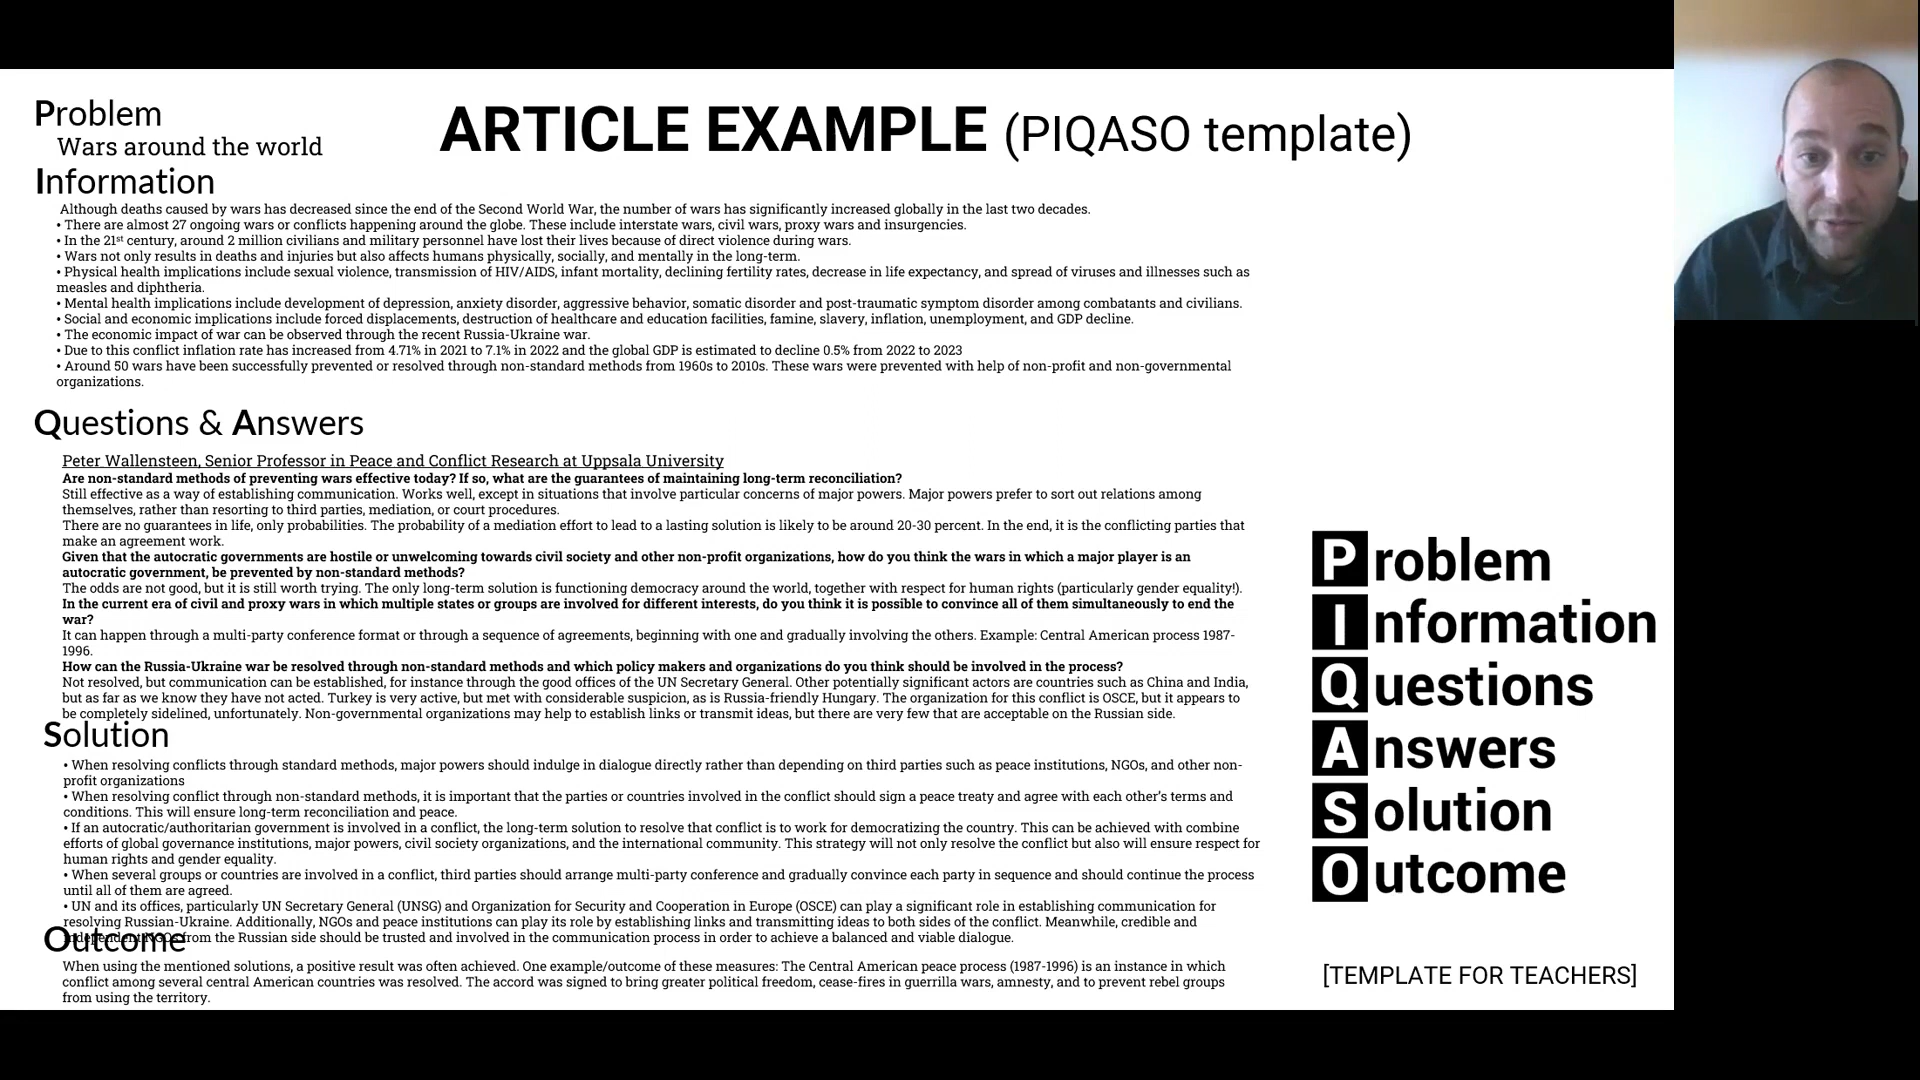 Problem
ARTICLE EXAMPLE (PIQASO template)
Wars around the world
Information
Although deaths caused by wars has decreased since the end of the Second World War, the number of wars has significantly increased globally in the last two decades.
• There are almost 27 ongoing wars or conflicts happening around the globe. These include interstate wars, civil wars, proxy wars and insurgencies.
• In the 21st century, around 2 million civilians and military personnel have lost their lives because of direct violence during wars.
• Wars not only results in deaths and injuries but also affects humans physically, socially, and mentally in the long-term.
• Physical health implications include sexual violence, transmission of HIV/AIDS, infant mortality, declining fertility rates, decrease in life expectancy, and spread of viruses and illnesses such as
measles and diphtheria.
• Mental health implications include development of depression, anxiety disorder, aggressive behavior, somatic disorder and post-traumatic symptom disorder among combatants and civilians.
• Social and economic implications include forced displacements, destruction of healthcare and education facilities, famine, slavery, inflation, unemployment, and GDP decline.
• The economic impact of war can be observed through the recent Russia-Ukraine war.
• Due to this conflict inflation rate has increased from 4.71% in 2021 to 7.1% in 2022 and the global GDP is estimated to decline 0.5% from 2022 to 2023
• Around 50 wars have been successfully prevented or resolved through non-standard methods from 1960s to 2010s. These wars were prevented with help of non-profit and non-governmental
organizations.
Questions & Answers
Peter Wallensteen, Senior Professor in Peace and Conflict Research at Uppsala University
Are non-standard methods of preventing wars effective today? If so, what are the guarantees of maintaining long-term reconciliation?
Still effective as a way of establishing communication. Works well, except in situations that involve particular concerns of major powers. Major powers prefer to sort out relations among
themselves, rather than resorting to third parties, mediation, or court procedures.
There are no guarantees in life, only probabilities. The probability of a mediation effort to lead to a lasting solution is likely to be around 20-30 percent. In the end, it is the conflicting parties that
make an agreement work.
Given that the autocratic governments are hostile or unwelcoming towards civil society and other non-profit organizations, how do you think the wars in which a major player is an
autocratic government, be prevented by non-standard methods?
The odds are not good, but it is still worth trying. The only long-term solution is functioning democracy around the world, together with respect for human rights (particularly gender equality!).
In the current era of civil and proxy wars in which multiple states or groups are involved for different interests, do you think it is possible to convince all of them simultaneously to end the
war?
It can happen through a multi-party conference format or through a sequence of agreements, beginning with one and gradually involving the others. Example: Central American process 1987-
1996.
How can the Russia-Ukraine war be resolved through non-standard methods and which policy makers and organizations do you think should be involved in the process?
Not resolved, but communication can be established, for instance through the good offices of the UN Secretary General. Other potentially significant actors are countries such as China and India,
but as far as we know they have not acted. Turkey is very active, but met with considerable suspicion, as is Russia-friendly Hungary. The organization for this conflict is OSCE, but it appears to
be completely sidelined, unfortunately. Non-governmental organizations may help to establish links or transmit ideas, but there are very few that are acceptable on the Russian side.
Solution
• When resolving conflicts through standard methods, major powers should indulge in dialogue directly rather than depending on third parties such as peace institutions, NGOs, and other non-
profit organizations
• When resolving conflict through non-standard methods, it is important that the parties or countries involved in the conflict should sign a peace treaty and agree with each other's terms and
conditions. This will ensure long-term reconciliation and peace.
• If an autocratic/authoritarian government is involved in a conflict, the long-term solution to resolve that conflict is to work for democratizing the country. This can be achieved with combine
efforts of global governance institutions, major powers, civil society organizations, and the international community. This strategy will not only resolve the conflict but also will ensure respect for
human rights and gender equality.
• When several groups or countries are involved in a conflict, third parties should arrange multi-party conference and gradually convince each party in sequence and should continue the process
until all of them are agreed.
• UN and its offices, particularly UN Secretary General (UNSG) and Organization for Security and Cooperation in Europe (OSCE) can play a significant role in establishing communication for
resolving Russian-Ukraine. Additionally, NGOs and peace institutions can play its role by establishing links and transmitting ideas to both sides of the conflict. Meanwhile, credible and
independent NGOs from the Russian side should be trusted and involved in the communication process in order to achieve a balanced and viable dialogue.
Outcome
When using the mentioned solutions, a positive result was often achieved. One example/outcome of these measures: The Central American peace process (1987-1996) is an instance in which
conflict among several central American countries was resolved. The accord was signed to bring greater political freedom, cease-fires in guerrilla wars, amnesty, and to prevent rebel groups
from using the territory.
Problem
Information
Questions
Answers
Solution
Outcome
[TEMPLATE FOR TEACHERS]